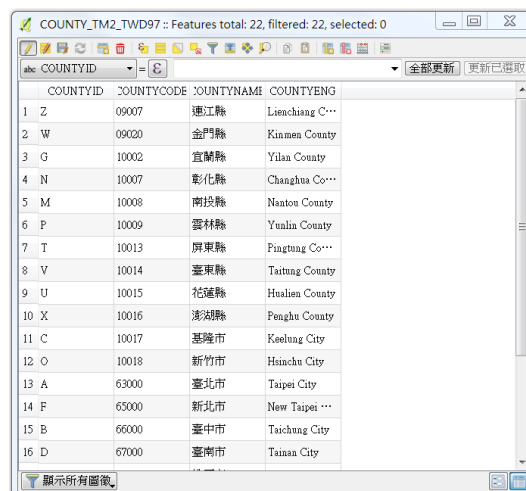 COUNTY_TM2_TWD97 :: Features total: 22, filtered: 22, selected: 0
abc COUNTYID = ε 全部更新 更新已選取
COUNTYID COUNTYCODE COUNTYNAME COUNTYENG
1 Z 09007 連江縣 Lienchiang C…
2 W 09020 金門縣 Kinmen County
3 G 10002 宜蘭縣 Yilan County
4 N 10007 彰化縣 Changhua Co…
5 M 10008 南投縣 Nantou County
6 P 10009 雲林縣 Yunlin County
7 T 10013 屏東縣 Pingtung Co…
8 V 10014 臺東縣 Taitung County
9 U 10015 花蓮縣 Hualien County
10 X 10016 澎湖縣 Penghu County
11 C 10017 基隆市 Keelung City
12 O 10018 新竹市 Hsinchu City
13 A 63000 臺北市 Taipei City
14 F 65000 新北市 New Taipei …
15 B 66000 臺中市 Taichung City
16 D 67000 臺南市 Tainan City
顯示所有圖徵